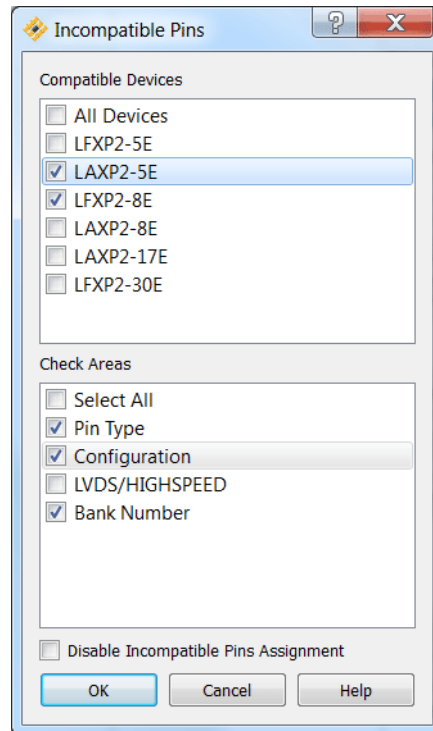 Incompatible Pins
Compatible Devices
All Devices
LFXP2-5E
LAXP2-5E
LFXP2-8E
LAXP2-8E
LAXP2-17E
LFXP2-30E
Check Areas
Select All
Pin Type
Configuration
LVDS/HIGHSPEED
Bank Number
Disable Incompatible Pins Assignment
OK Cancel Help